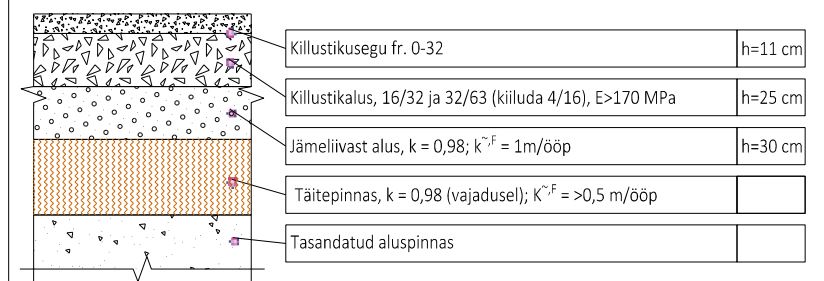 Killustikusegu fr. 0-32 h=11 cm
Killustikalus, 16/32 ja 32/63 (kiiluda 4/16), E>170 MPa h=25 cm
Jämeliivast alus, k = 0,98; k~,F = 1m/ööp h=30 cm
Täitepinnas, k = 0,98 (vajadusel); K~,F = >0,5 m/ööp
Tasandatud aluspinnas